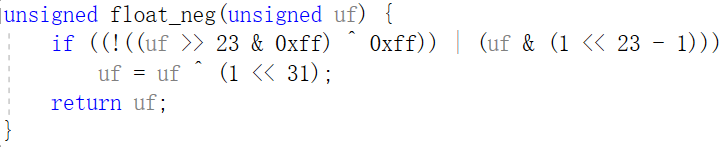 unsigned float_neg(unsigned uf) {
    if ((!((uf >> 23 & 0xff) ^ 0xff)) | (uf & (1 << 23 - 1)))
        uf = uf ^ (1 << 31);
    return uf;
}